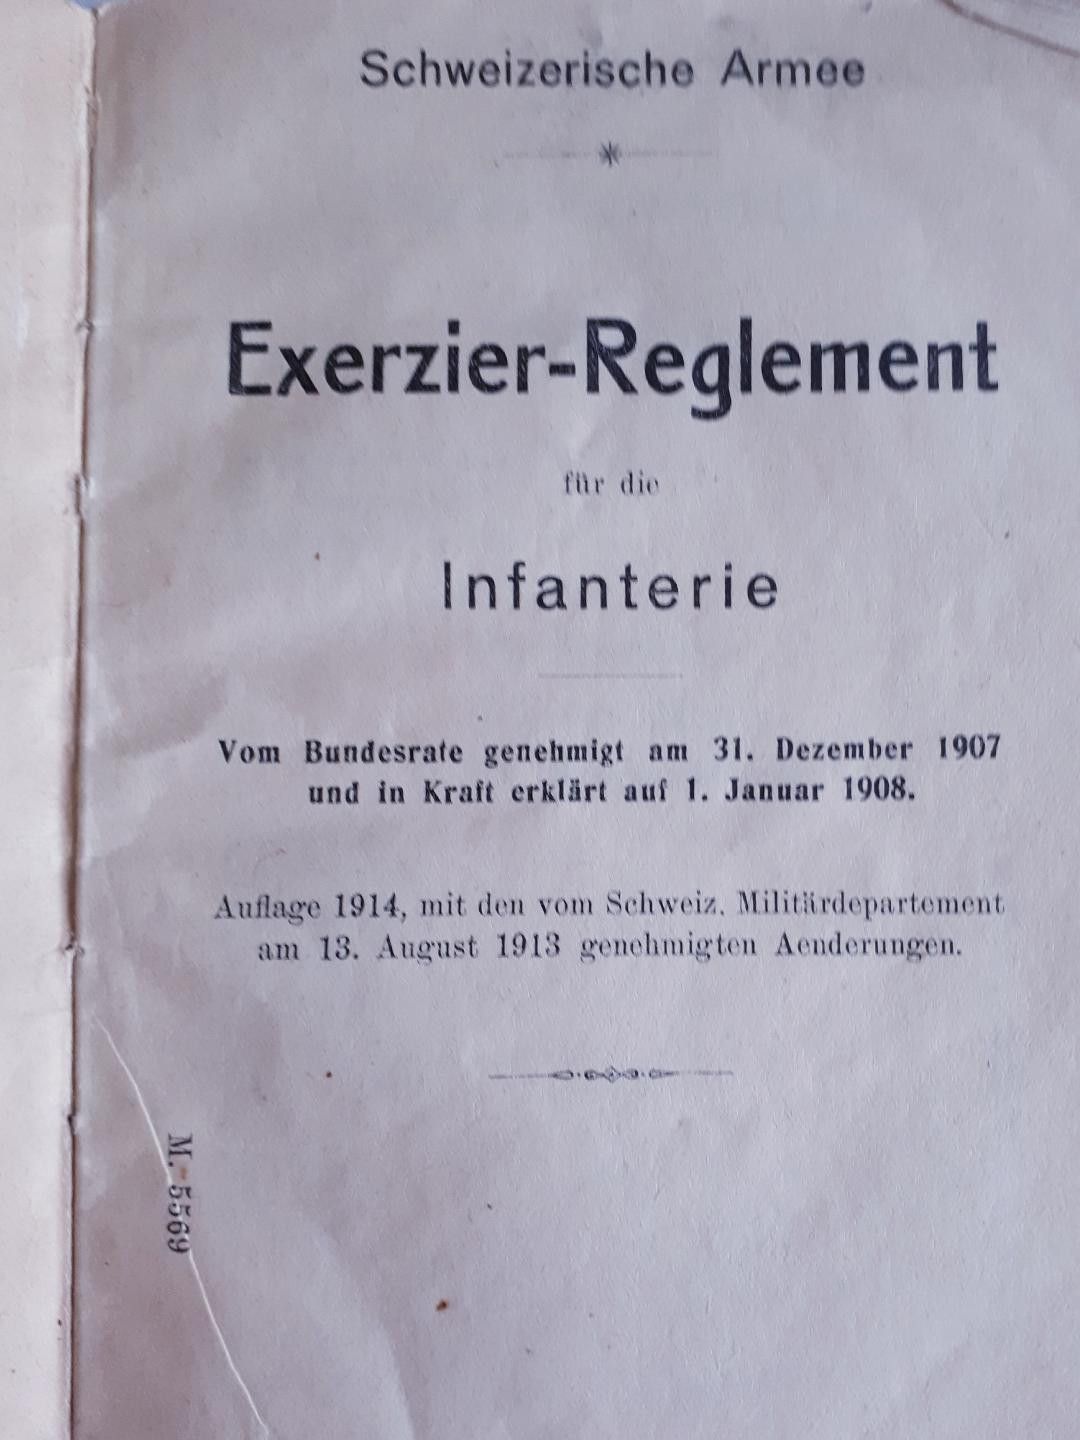 Schweizerische Armee
Exerzier-Reglement
für die
Infanterie
Vom Bundesrate genehmigt am 31. Dezember 1907
und in Kraft erklärt auf 1. Januar 1908.
Auflage 1914, mit den vom Schweiz. Militärdepartement
am 13. August 1913 genehmigten Aenderungen.
M. 5569